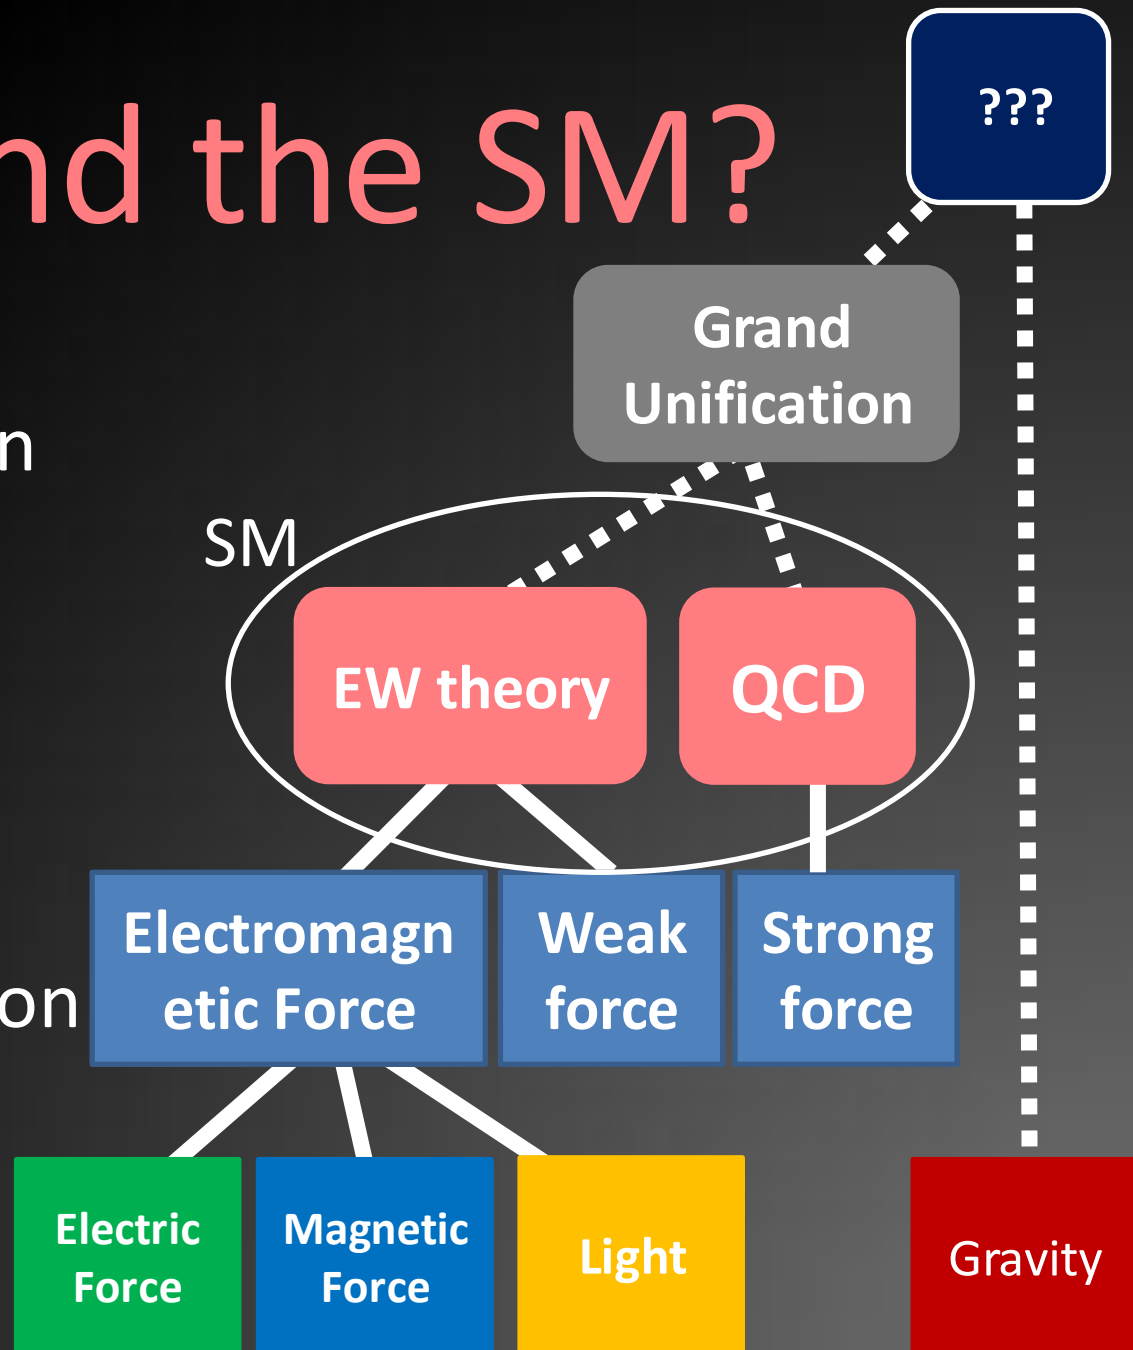 ???
nd the SM?
Grand
Unification
n
SM
EW theory
QCD
Electromagn
etic Force
Weak
force
Strong
force
on
Electric
Force
Magnetic
Force
Light
Gravity